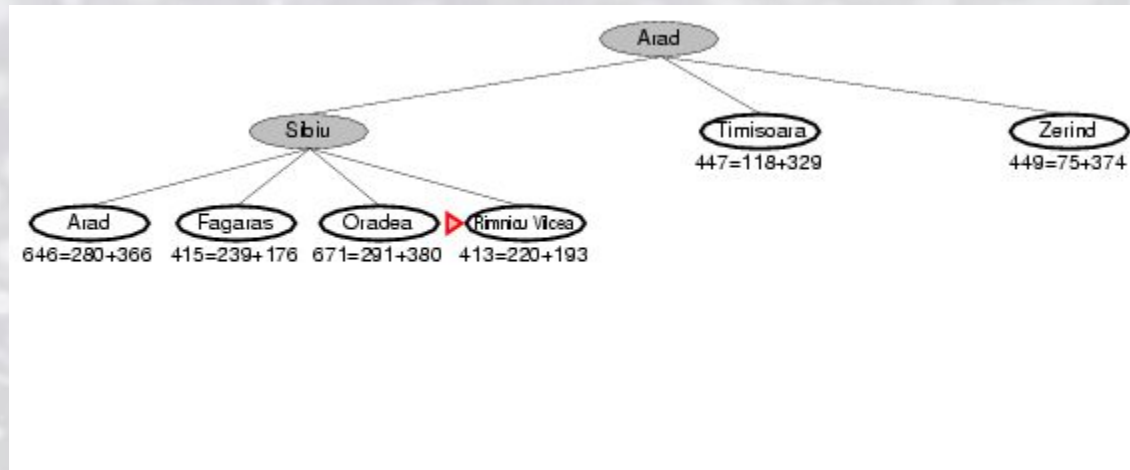 Arad
Sibiu
Timisoara
Zerind
447=118+329
449=75+374
Arad
Fagaras
Oradea
Rimnicu Vilcea
646=280+366
415=239+176
671=291+380
413=220+193